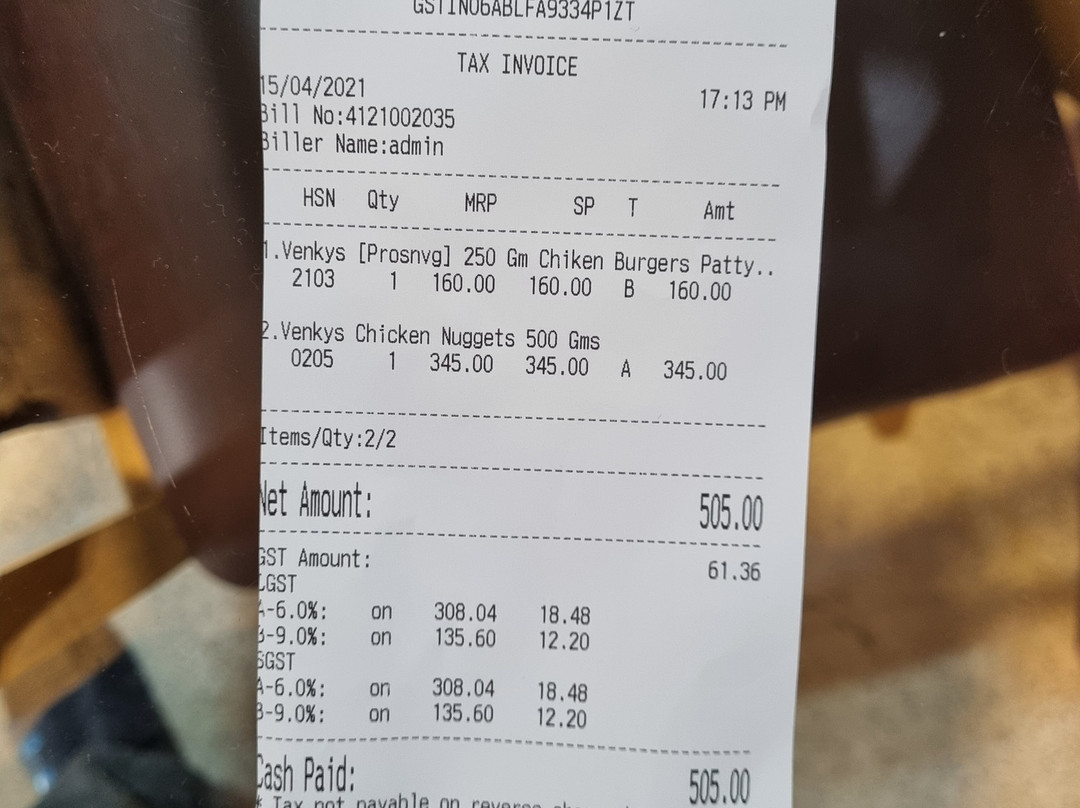 GSTIN06ABLFA9334P1ZT
TAX INVOICE
15/04/2021 17:13 PM
Bill No:4121002035
Biller Name:admin
HSN Qty MRP SP T Amt
1.Venkys [Prosnvg] 250 Gm Chiken Burgers Patty..
2103 1 160.00 160.00 B 160.00
2.Venkys Chicken Nuggets 500 Gms
0205 1 345.00 345.00 A 345.00
Items/Qty:2/2
Net Amount: 505.00
GST Amount: 61.36
CGST
A-6.0%: on 308.04 18.48
B-9.0%: on 135.60 12.20
SGST
A-6.0%: on 308.04 18.48
B-9.0%: on 135.60 12.20
Cash Paid: 505.00
* Tax not payable on reverse